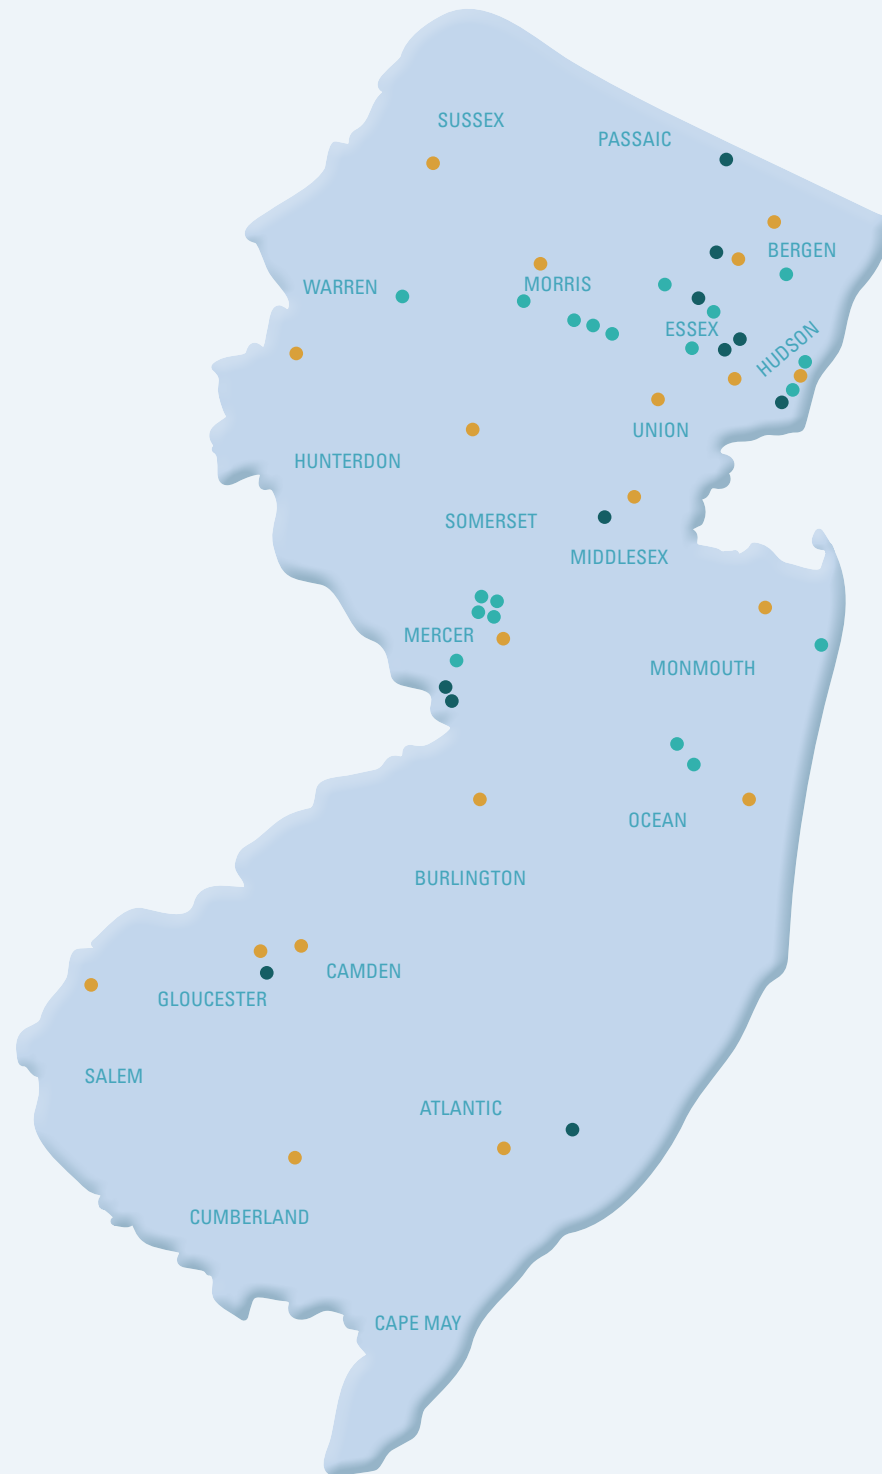 SUSSEX
PASSAIC
BERGEN
WARREN
MORRIS
ESSEX
HUDSON
UNION
HUNTERDON
SOMERSET
MIDDLESEX
MERCER
MONMOUTH
OCEAN
BURLINGTON
CAMDEN
GLOUCESTER
SALEM
ATLANTIC
CUMBERLAND
CAPE MAY